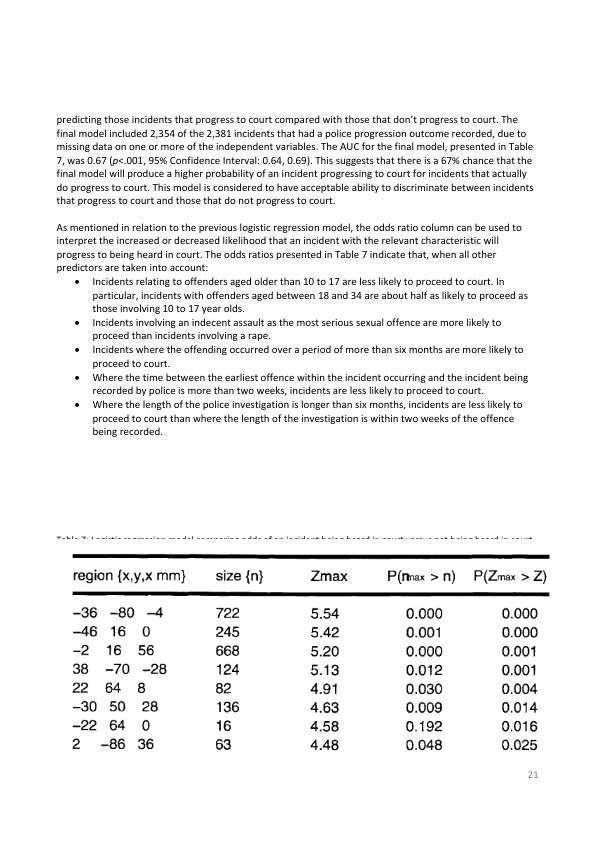 predicting those incidents that progress to court compared with those that don't progress to court. The
final model included 2,354 of the 2,381 incidents that had a police progression outcome recorded, due to
missing data on one or more of the independent variables. The AUC for the final model, presented in Table
7, was 0.67 (p<.001, 95% Confidence Interval: 0.64, 0.69). This suggests that there is a 67% chance that the
final model will produce a higher probability of an incident progressing to court for incidents that actually
do progress to court. This model is considered to have acceptable ability to discriminate between incidents
that progress to court and those that do not progress to court.
As mentioned in relation to the previous logistic regression model, the odds ratio column can be used to
interpret the increased or decreased likelihood that an incident with the relevant characteristic will
progress to being heard in court. The odds ratios presented in Table 7 indicate that, when all other
predictors are taken into account:
• Incidents relating to offenders aged older than 10 to 17 are less likely to proceed to court. In
particular, incidents with offenders aged between 18 and 34 are about half as likely to proceed as
those involving 10 to 17 year olds.
• Incidents involving an indecent assault as the most serious sexual offence are more likely to
proceed than incidents involving a rape.
• Incidents where the offending occurred over a period of more than six months are more likely to
proceed to court.
• Where the time between the earliest offence within the incident occurring and the incident being
recorded by police is more than two weeks, incidents are less likely to proceed to court.
• Where the length of the police investigation is longer than six months, incidents are less likely to
proceed to court than where the length of the investigation is within two weeks of the offence
being recorded.
Table 7: Logistic regression model comparing odds of an incident being heard in court versus not being heard in court
region {x,y,x mm} size {n} Zmax P(nmax > n) P(Zmax > Z)
−36 −80 −4 722 5.54 0.000 0.000
−46 16 0 245 5.42 0.001 0.000
−2 16 56 668 5.20 0.000 0.001
38 −70 −28 124 5.13 0.012 0.001
22 64 8 82 4.91 0.030 0.004
−30 50 28 136 4.63 0.009 0.014
−22 64 0 16 4.58 0.192 0.016
2 −86 36 63 4.48 0.048 0.025
21